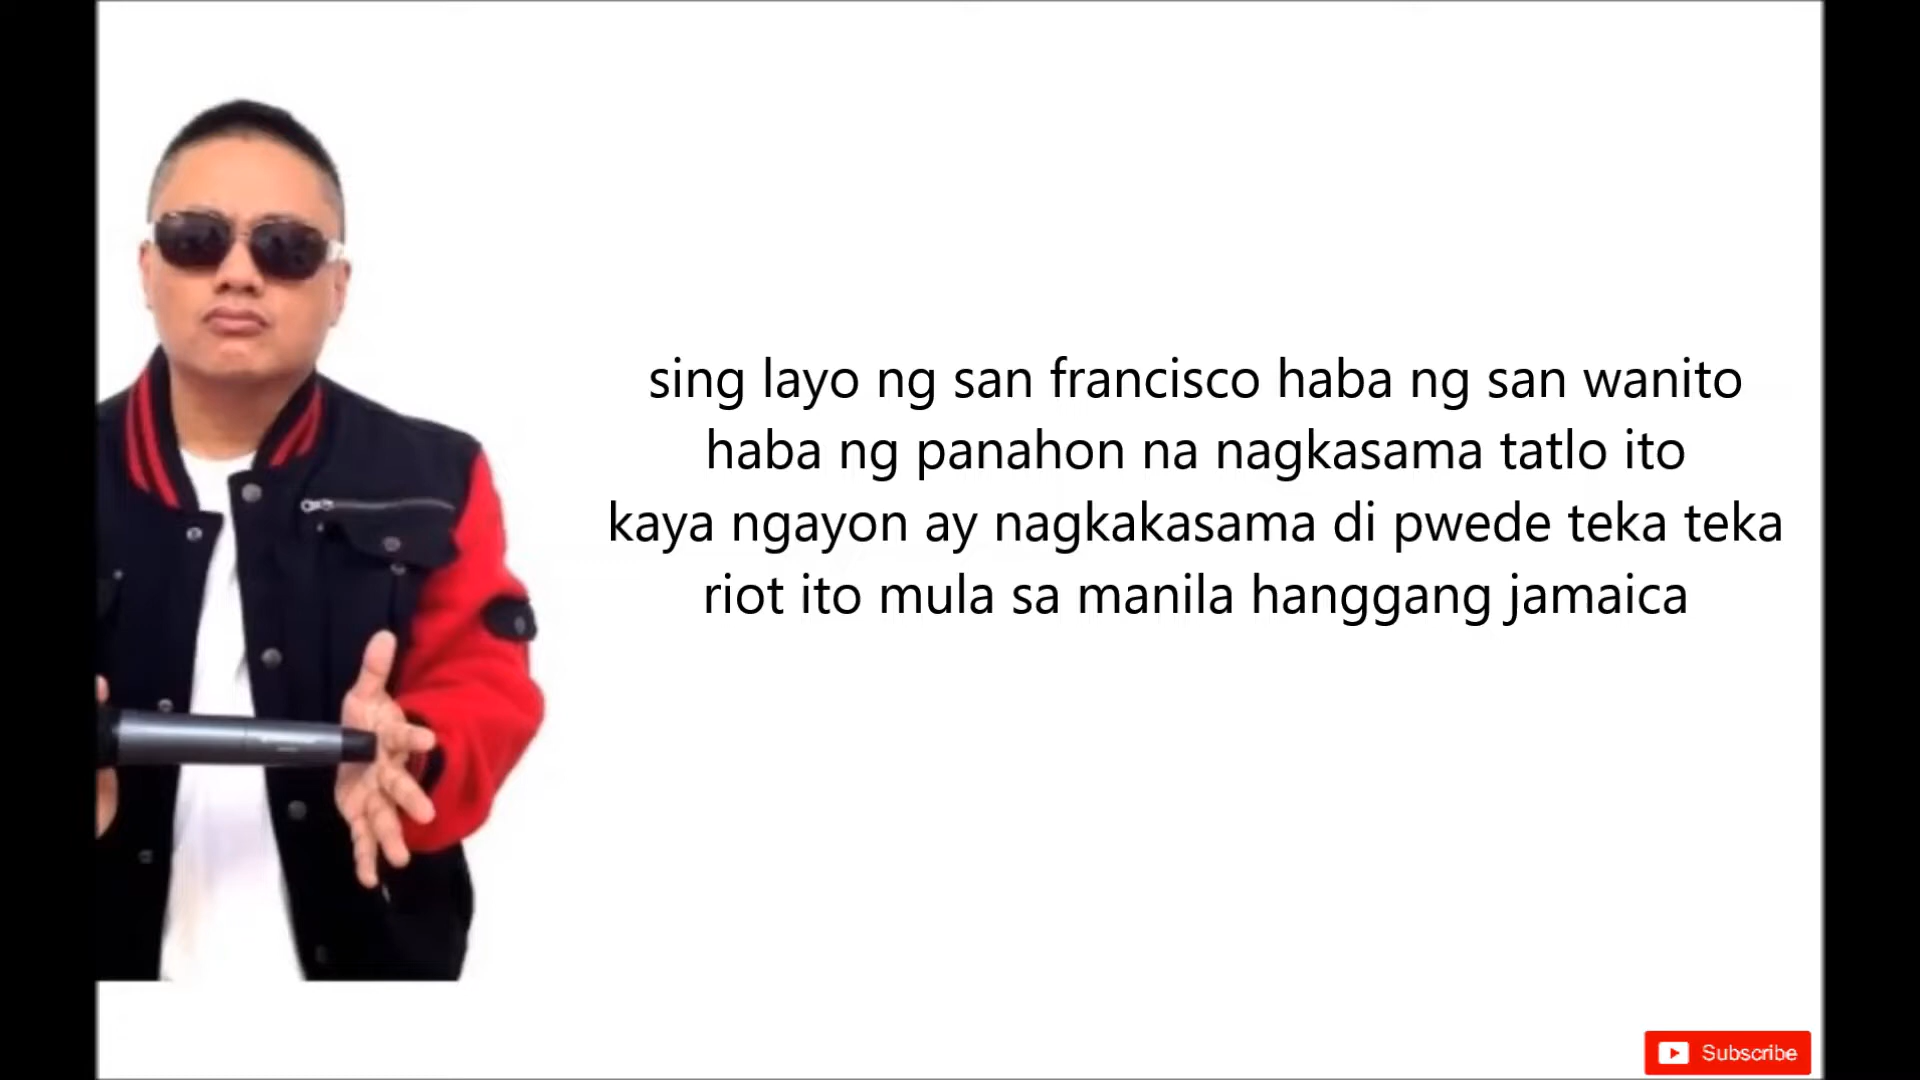 sing layo ng san francisco haba ng san wanito
haba ng panahon na nagkasama tatlo ito
kaya ngayon ay nagkakasama di pwede teka teka
riot ito mula sa manila hanggang jamaica
Subscribe